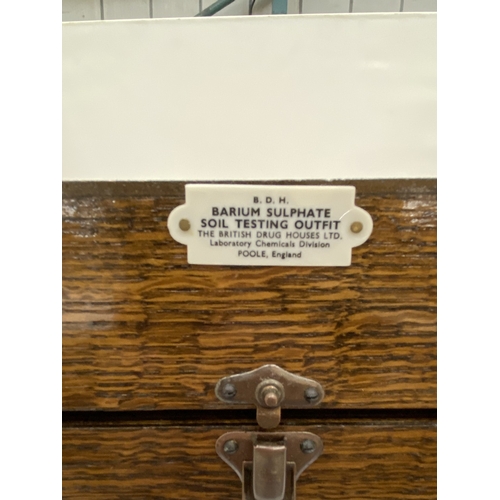 B. D. H.
BARIUM SULPHATE
SOIL TESTING OUTFIT
THE BRITISH DRUG HOUSES LTD.
Laboratory Chemicals Division
POOLE, England